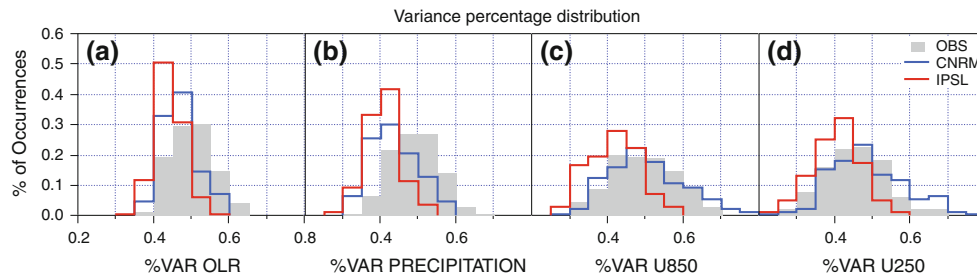 Variance percentage distribution
0.6
0.5
0.4
0.3
0.2
0.1
0.0
% of Occurrences
(a)
(b)
(c)
(d)
OBS
CNRM
IPSL
0.2 0.4 0.6 0.8 0.4 0.6 0.4 0.6 0.4 0.6
%VAR OLR %VAR PRECIPITATION %VAR U850 %VAR U250